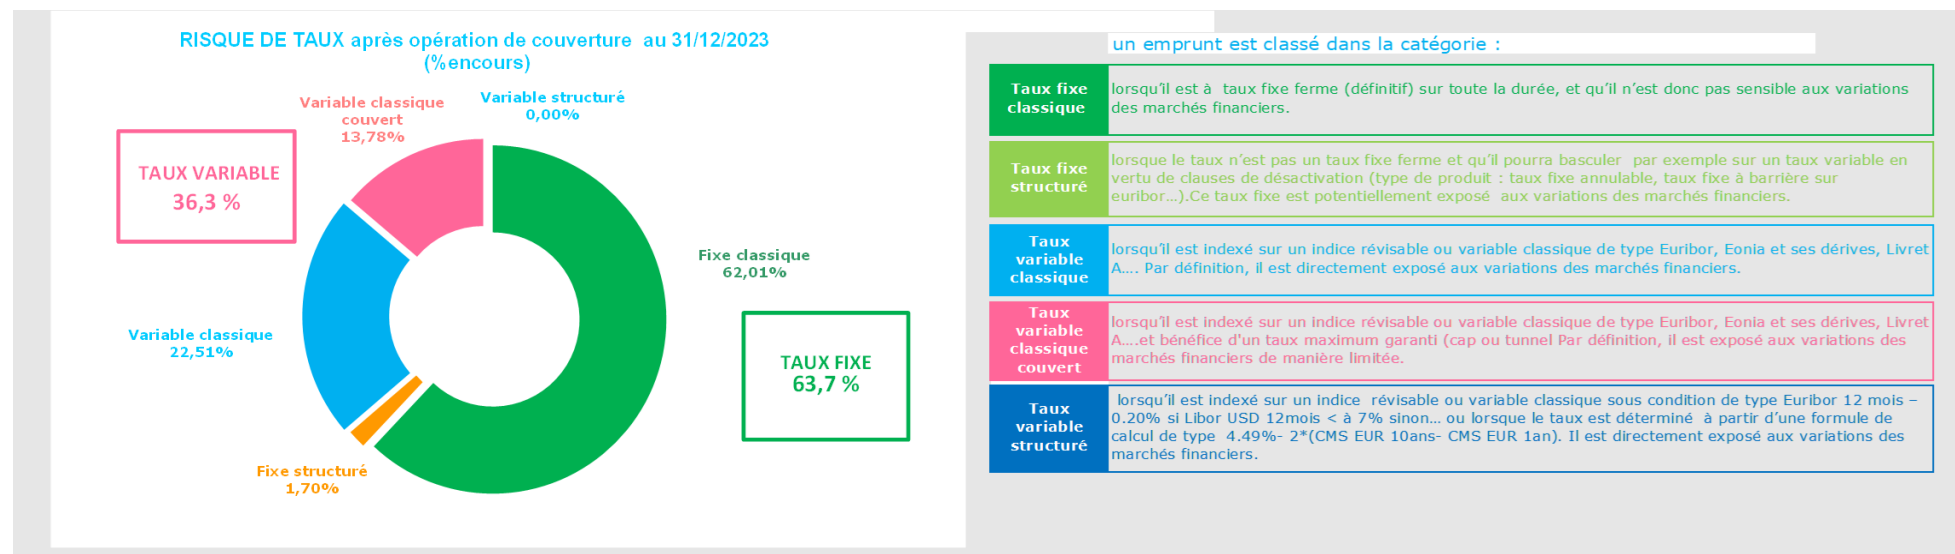 RISQUE DE TAUX après opération de couverture au 31/12/2023
(%encours)
Variable classique
couvert
13,78%
Variable structuré
0,00%
TAUX VARIABLE
36,3 %
Fixe classique
62,01%
Variable classique
22,51%
TAUX FIXE
63,7 %
Fixe structuré
1,70%
un emprunt est classé dans la catégorie :
Taux fixe
classique
lorsqu’il est à taux fixe ferme (définitif) sur toute la durée, et qu’il n’est donc pas sensible aux variations
des marchés financiers.
Taux fixe
structuré
lorsque le taux n’est pas un taux fixe ferme et qu’il pourra basculer par exemple sur un taux variable en
vertu de clauses de désactivation (type de produit : taux fixe annulable, taux fixe à barrière sur
euribor…).Ce taux fixe est potentiellement exposé aux variations des marchés financiers.
Taux
variable
classique
lorsqu’il est indexé sur un indice révisable ou variable classique de type Euribor, Eonia et ses dérives, Livret
A…. Par définition, il est directement exposé aux variations des marchés financiers.
Taux
variable
classique
couvert
lorsqu’il est indexé sur un indice révisable ou variable classique de type Euribor, Eonia et ses dérives, Livret
A….et bénéfice d'un taux maximum garanti (cap ou tunnel Par définition, il est exposé aux variations des
marchés financiers de manière limitée.
Taux
variable
structuré
lorsqu’il est indexé sur un indice révisable ou variable classique sous condition de type Euribor 12 mois –
0.20% si Libor USD 12mois < à 7% sinon… ou lorsque le taux est déterminé à partir d’une formule de
calcul de type 4.49%- 2*(CMS EUR 10ans- CMS EUR 1an). Il est directement exposé aux variations des
marchés financiers.